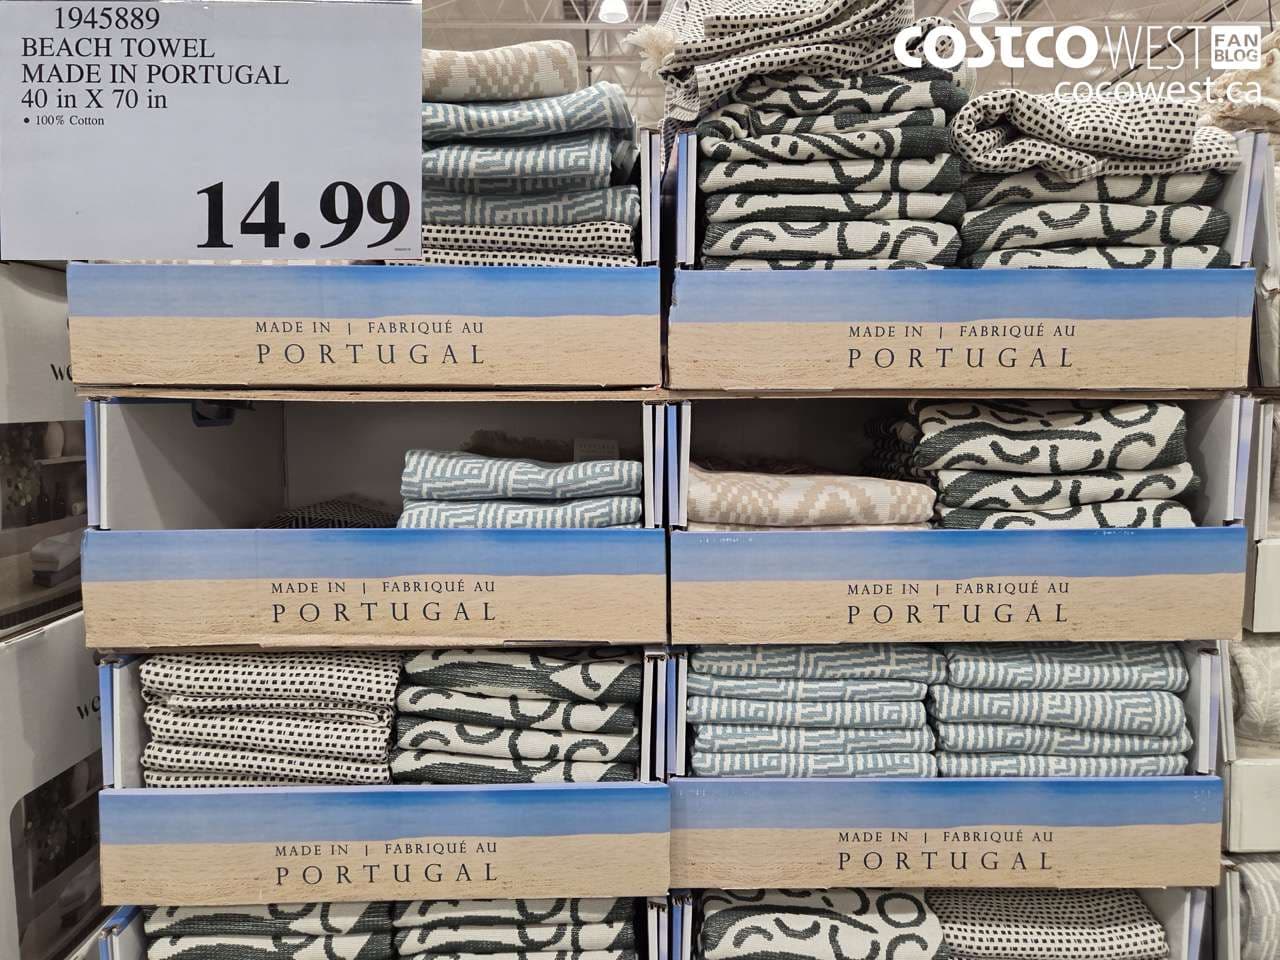 1945889
BEACH TOWEL
MADE IN PORTUGAL
40 in X 70 in
• 100% Cotton
14.99
COSTCO WEST FAN BLOG
cocowest.ca
MADE IN | FABRIQUÉ AU
PORTUGAL
MADE IN | FABRIQUÉ AU
PORTUGAL
MADE IN | FABRIQUÉ AU
PORTUGAL
MADE IN | FABRIQUÉ AU
PORTUGAL
MADE IN | FABRIQUÉ AU
PORTUGAL
MADE IN | FABRIQUÉ AU
PORTUGAL